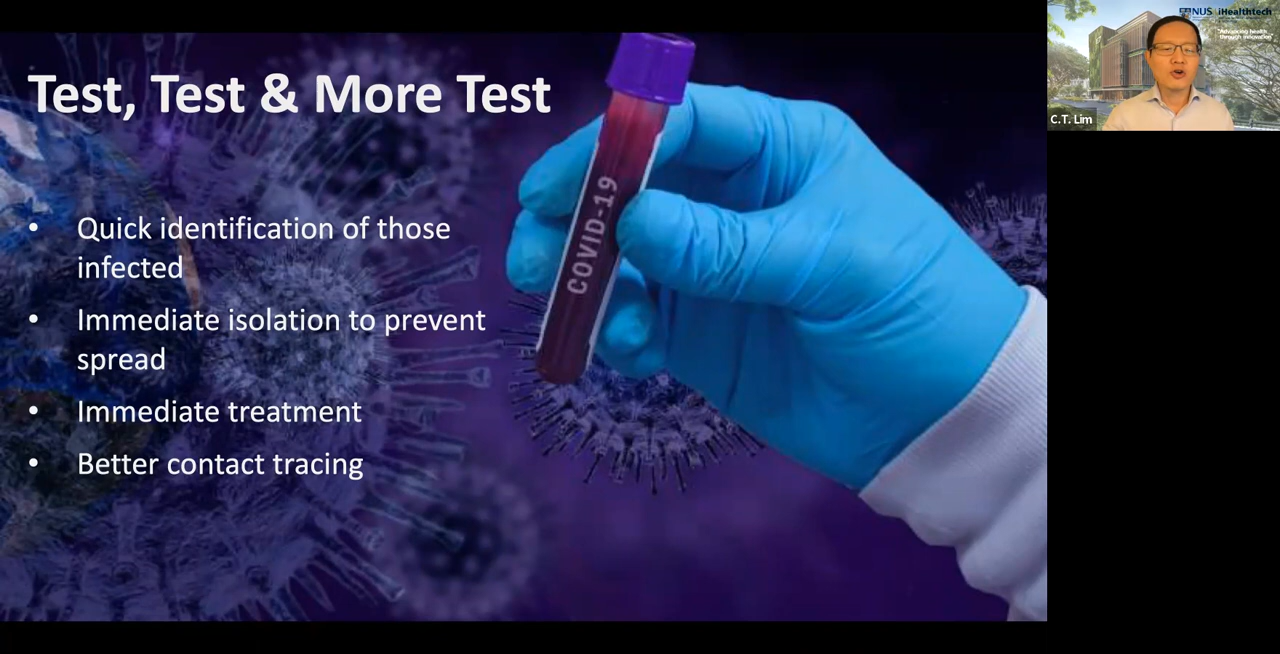 Test, Test & More Test
• Quick identification of those
infected
• Immediate isolation to prevent
spread
• Immediate treatment
• Better contact tracing
COVID-19
NUS iHealthtech
"Advancing health
through innovation"
C.T. Lim